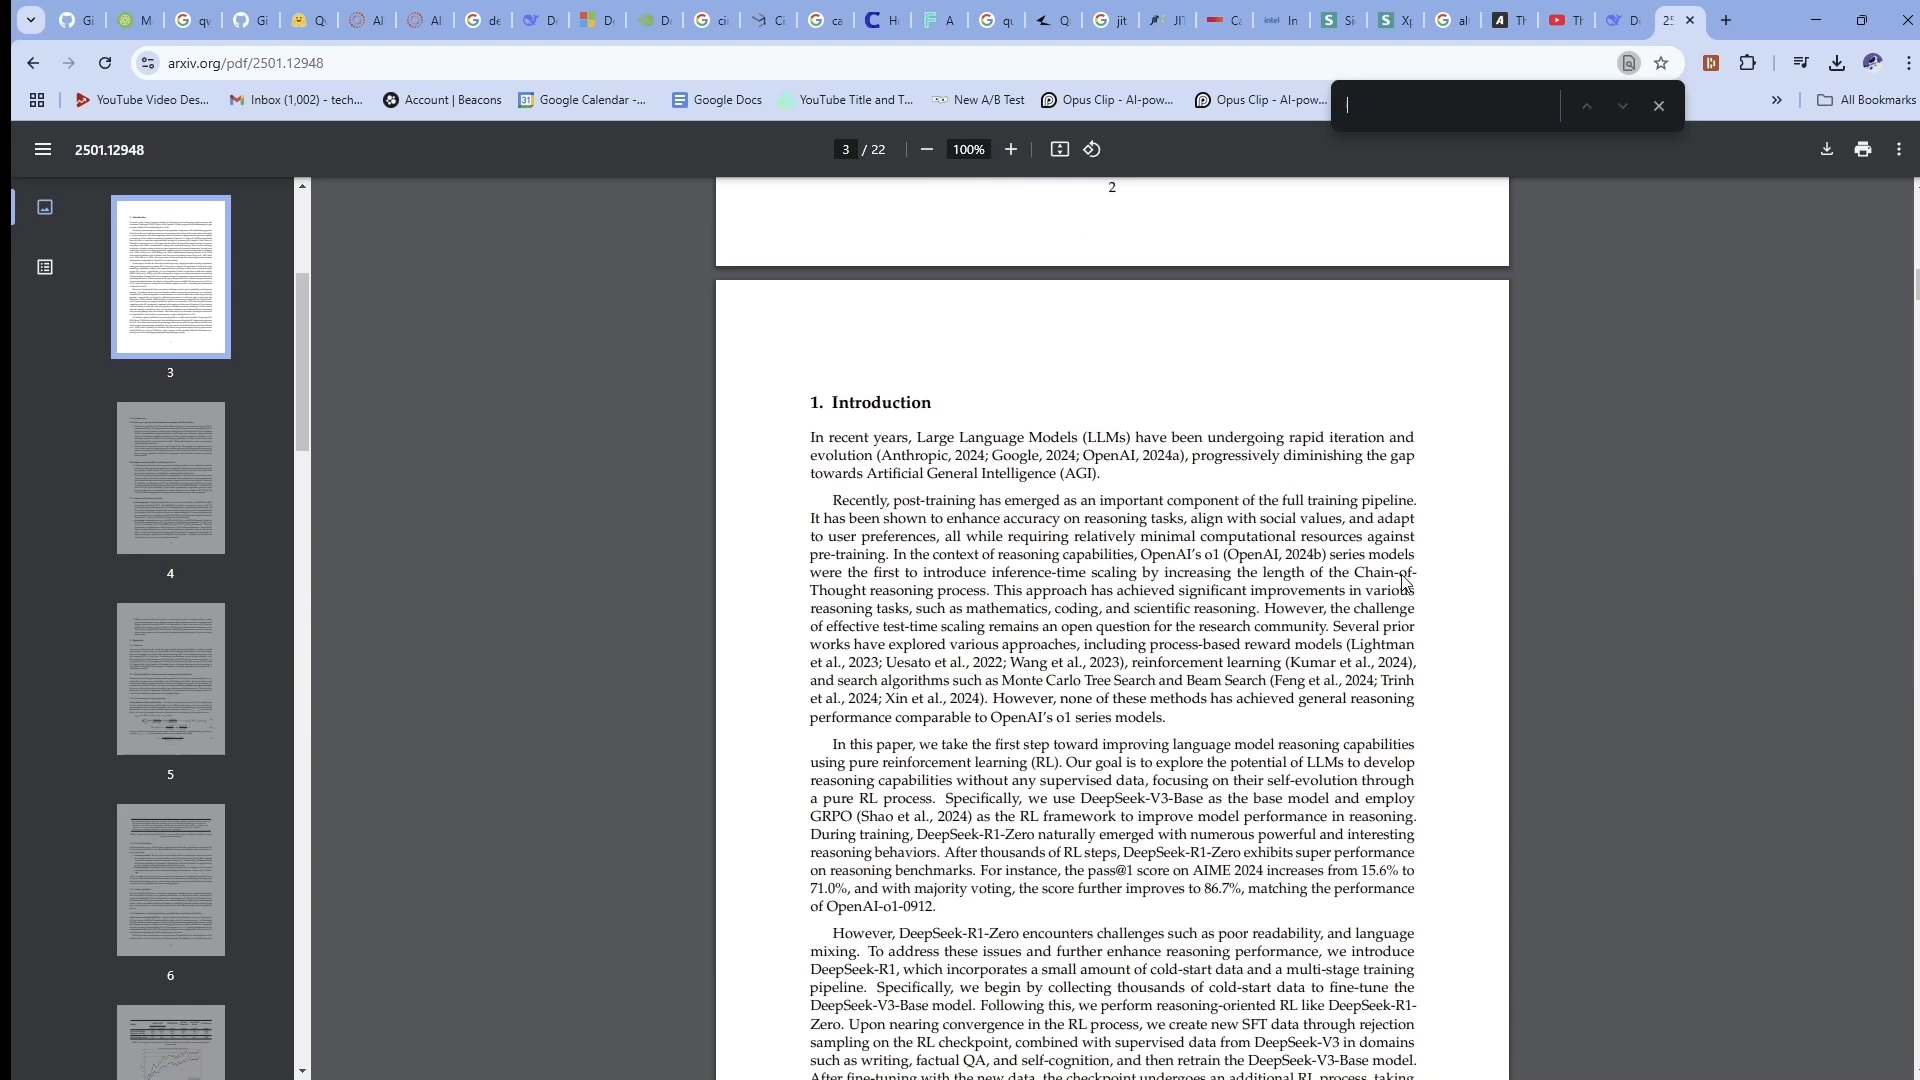 Gi
M
qv
Gi
Q
AI
AI
de
D
D
D
ci
Ci
ca
H
A
qu
Q
jit
JI
Ca
In
Si
X
al
Tl
Tl
D
25
arxiv.org/pdf/2501.12948
YouTube Video Des...
Inbox (1,002) - tech...
Account | Beacons
Google Calendar -...
Google Docs
YouTube Title and T...
New A/B Test
Opus Clip - AI-pow...
Opus Clip - AI-pow...
All Bookmarks
2501.12948
3 / 22
100%
2
1. Introduction
In recent years, Large Language Models (LLMs) have been undergoing rapid iteration and
evolution (Anthropic, 2024; Google, 2024; OpenAI, 2024a), progressively diminishing the gap
towards Artificial General Intelligence (AGI).
Recently, post-training has emerged as an important component of the full training pipeline.
It has been shown to enhance accuracy on reasoning tasks, align with social values, and adapt
to user preferences, all while requiring relatively minimal computational resources against
pre-training. In the context of reasoning capabilities, OpenAI's o1 (OpenAI, 2024b) series models
were the first to introduce inference-time scaling by increasing the length of the Chain-of-
Thought reasoning process. This approach has achieved significant improvements in various
reasoning tasks, such as mathematics, coding, and scientific reasoning. However, the challenge
of effective test-time scaling remains an open question for the research community. Several prior
works have explored various approaches, including process-based reward models (Lightman
et al., 2023; Uesato et al., 2022; Wang et al., 2023), reinforcement learning (Kumar et al., 2024),
and search algorithms such as Monte Carlo Tree Search and Beam Search (Feng et al., 2024; Trinh
et al., 2024; Xin et al., 2024). However, none of these methods has achieved general reasoning
performance comparable to OpenAI's o1 series models.
In this paper, we take the first step toward improving language model reasoning capabilities
using pure reinforcement learning (RL). Our goal is to explore the potential of LLMs to develop
reasoning capabilities without any supervised data, focusing on their self-evolution through
a pure RL process. Specifically, we use DeepSeek-V3-Base as the base model and employ
GRPO (Shao et al., 2024) as the RL framework to improve model performance in reasoning.
During training, DeepSeek-R1-Zero naturally emerged with numerous powerful and interesting
reasoning behaviors. After thousands of RL steps, DeepSeek-R1-Zero exhibits super performance
on reasoning benchmarks. For instance, the pass@1 score on AIME 2024 increases from 15.6% to
71.0%, and with majority voting, the score further improves to 86.7%, matching the performance
of OpenAI-o1-0912.
However, DeepSeek-R1-Zero encounters challenges such as poor readability, and language
mixing. To address these issues and further enhance reasoning performance, we introduce
DeepSeek-R1, which incorporates a small amount of cold-start data and a multi-stage training
pipeline. Specifically, we begin by collecting thousands of cold-start data to fine-tune the
DeepSeek-V3-Base model. Following this, we perform reasoning-oriented RL like DeepSeek-R1-
Zero. Upon nearing convergence in the RL process, we create new SFT data through rejection
sampling on the RL checkpoint, combined with supervised data from DeepSeek-V3 in domains
such as writing, factual QA, and self-cognition, and then retrain the DeepSeek-V3-Base model.
After fine-tuning with the new data, the checkpoint undergoes an additional RL process, taking
3
4
5
6